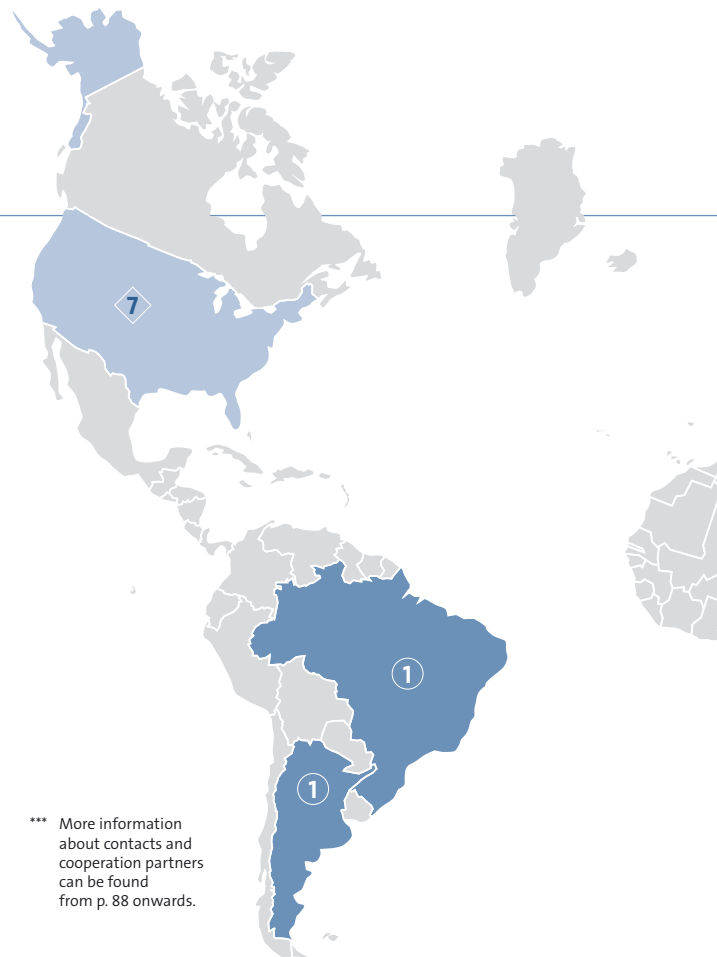 7
1
1
*** More information
about contacts and
cooperation partners
can be found
from p. 88 onwards.